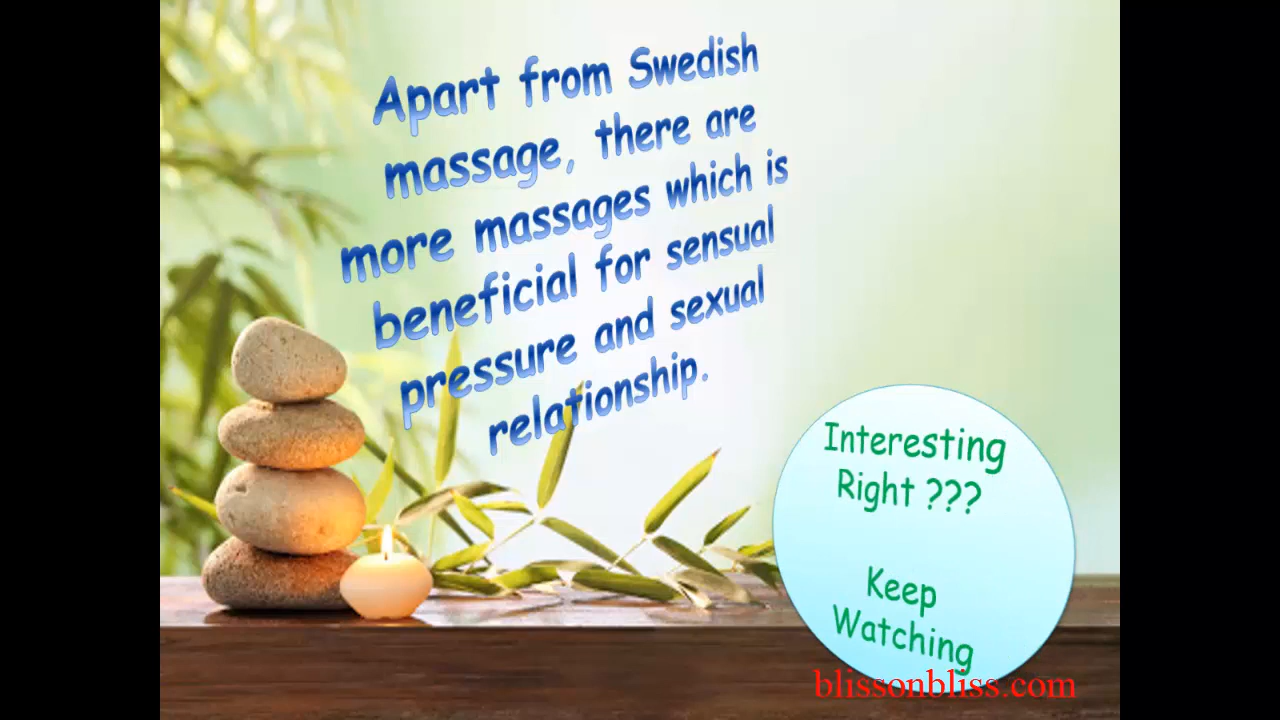 Apart from Swedish
massage, there are
more massages which is
beneficial for sensual
pressure and sexual
relationship.
Interesting
Right ???
Keep
Watching
blissonbliss.com